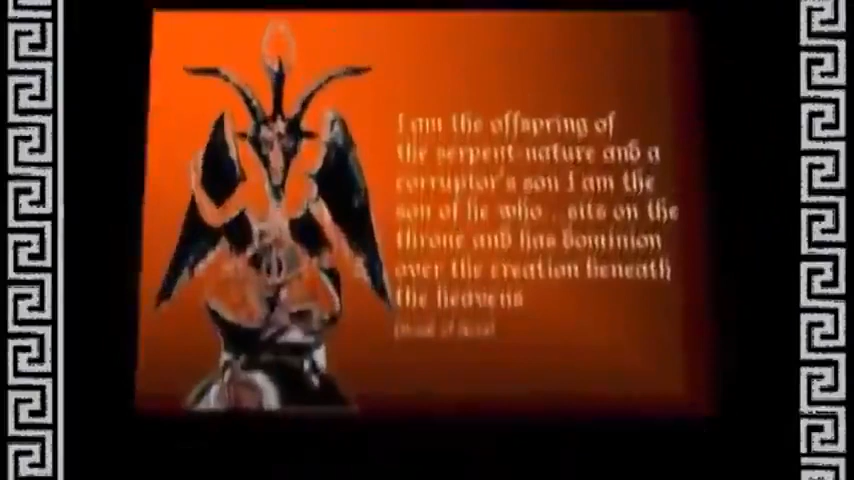 I am the offspring of
the serpent-nature and a
corruptor's son I am the
son of he who . . sits on the
throne and has dominion
over the creation beneath
the heavens